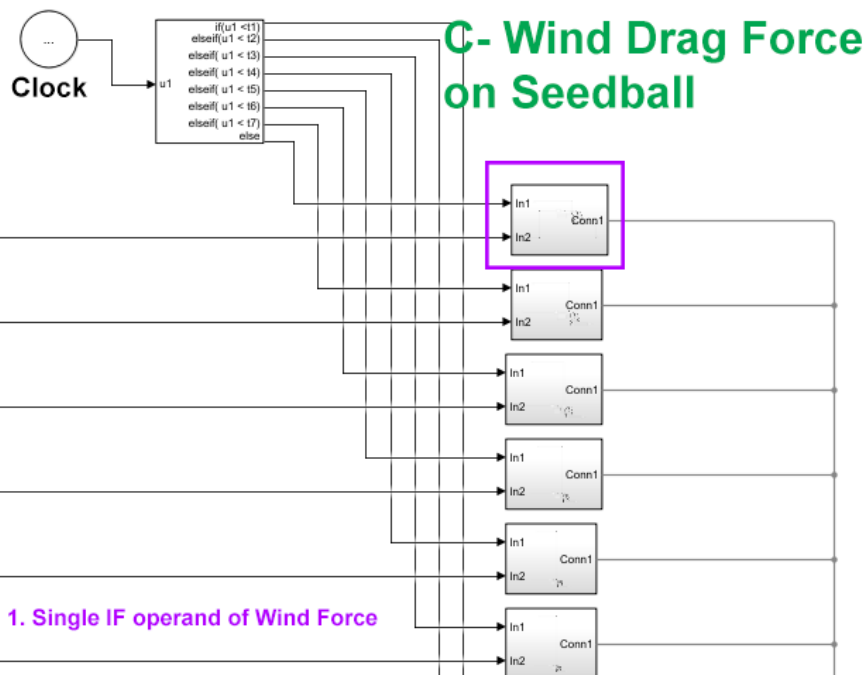 ...
Clock
u1
if(u1 <t1)
elseif(u1 < t2)
elseif( u1 < t3)
elseif( u1 < t4)
elseif( u1 < t5)
elseif( u1 < t6)
elseif( u1 < t7)
else
C- Wind Drag Force
on Seedball
In1
In2
Conn1
In1
In2
Conn1
In1
In2
Conn1
In1
In2
Conn1
In1
In2
Conn1
1. Single IF operand of Wind Force
In1
In2
Conn1